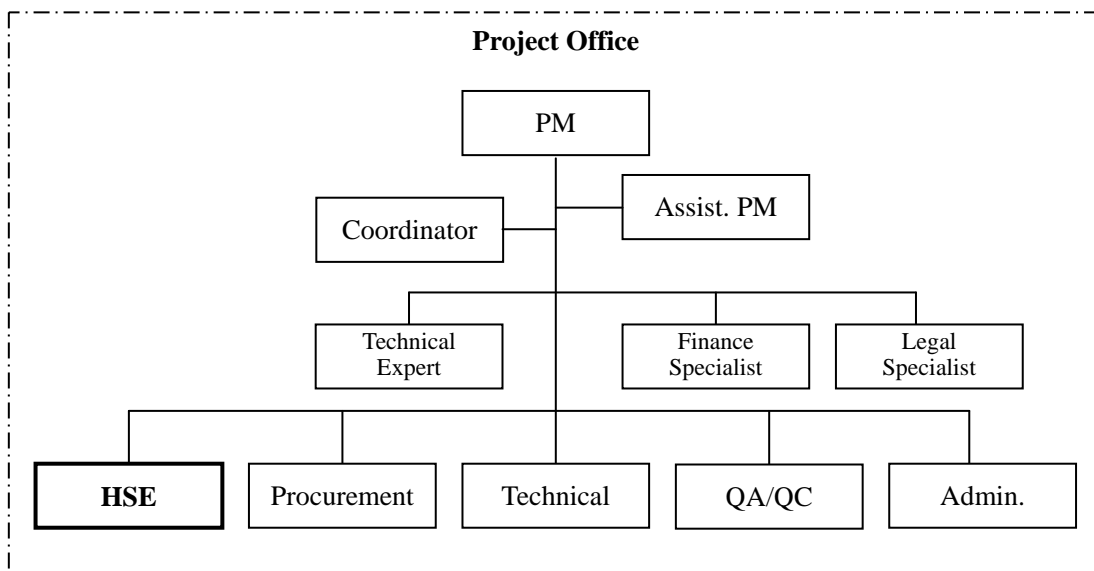 Project Office
PM
Assist. PM
Coordinator
Technical
Expert
Finance
Specialist
Legal
Specialist
HSE
Procurement
Technical
QA/QC
Admin.